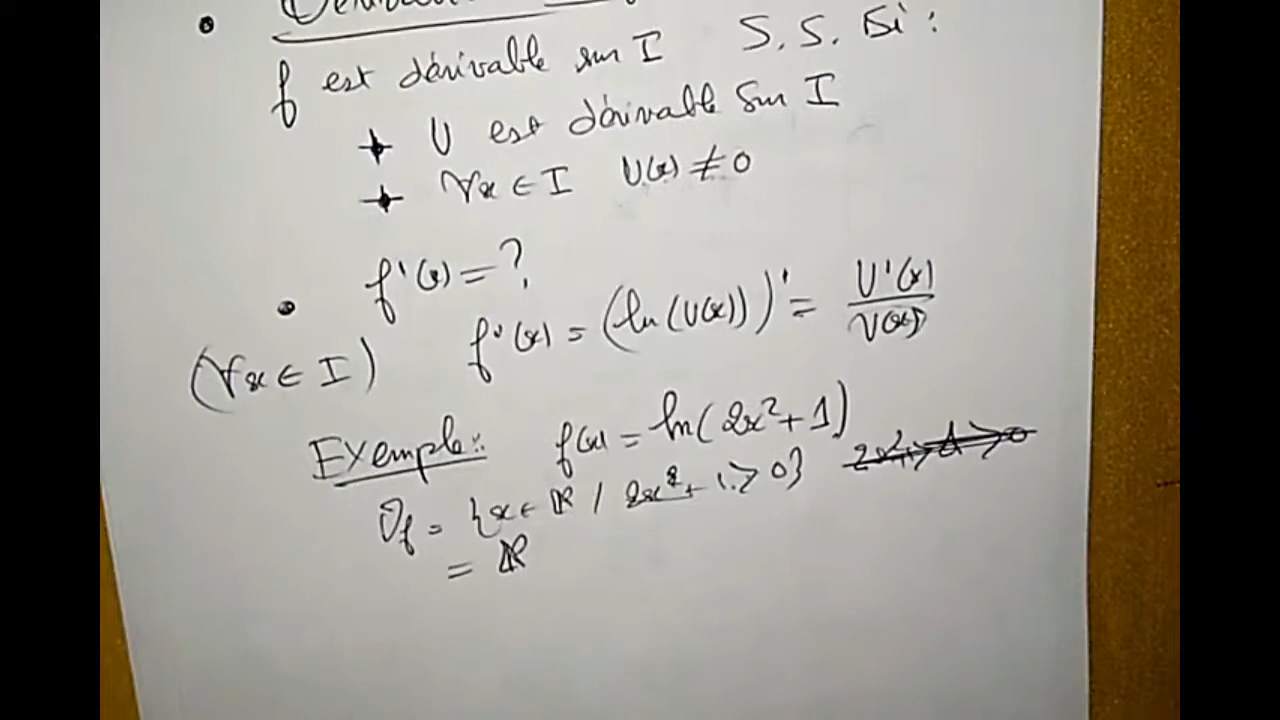 f est dérivable sur I S. S. Si :
+ U est dérivable sur I
+ ∀x ∈ I U(x) ≠ 0
• f'(x) = ?
(∀x ∈ I) f'(x) = (ln(U(x)))' = U'(x) / U(x)
Exemple: f(x) = ln(2x² + 1)
Df = {x ∈ ℝ / 2x² + 1 > 0}
= ℝ